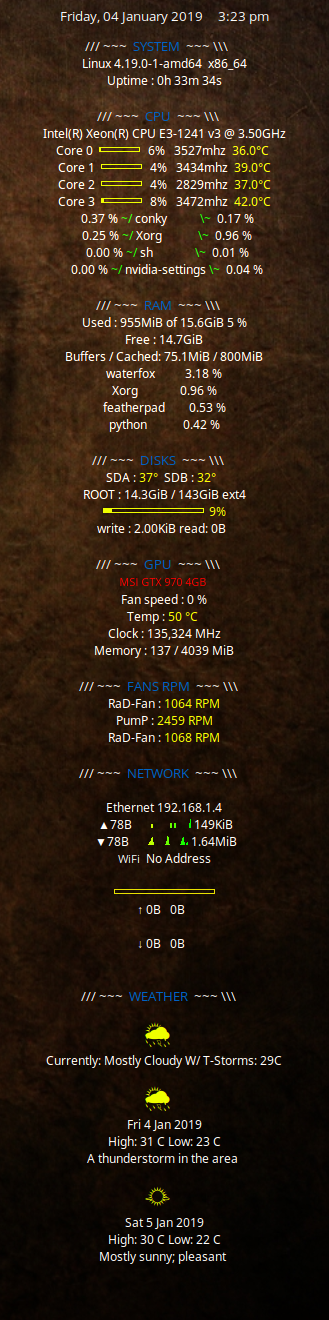 Friday, 04 January 2019 3:23 pm
/// ~~~ SYSTEM ~~~ \\\
Linux 4.19.0-1-amd64 x86_64
Uptime : 0h 33m 34s
/// ~~~ CPU ~~~ \\\
Intel(R) Xeon(R) CPU E3-1241 v3 @ 3.50GHz
Core 0 6% 3527mhz 36.0°C
Core 1 4% 3434mhz 39.0°C
Core 2 4% 2829mhz 37.0°C
Core 3 8% 3472mhz 42.0°C
0.37 % ~/ conky \~ 0.17 %
0.25 % ~/ Xorg \~ 0.96 %
0.00 % ~/ sh \~ 0.01 %
0.00 % ~/ nvidia-settings \~ 0.04 %
/// ~~~ RAM ~~~ \\\
Used : 955MiB of 15.6GiB 5 %
Free : 14.7GiB
Buffers / Cached: 75.1MiB / 800MiB
waterfox 3.18 %
Xorg 0.96 %
featherpad 0.53 %
python 0.42 %
/// ~~~ DISKS ~~~ \\\
SDA : 37° SDB : 32°
ROOT : 14.3GiB / 143GiB ext4
9%
write : 2.00KiB read: 0B
/// ~~~ GPU ~~~ \\\
MSI GTX 970 4GB
Fan speed : 0 %
Temp : 50 °C
Clock : 135,324 MHz
Memory : 137 / 4039 MiB
/// ~~~ FANS RPM ~~~ \\\
RaD-Fan : 1064 RPM
PumP : 2459 RPM
RaD-Fan : 1068 RPM
/// ~~~ NETWORK ~~~ \\\
Ethernet 192.168.1.4
▲78B 149KiB
▼78B 1.64MiB
WiFi No Address
↑ 0B 0B
↓ 0B 0B
/// ~~~ WEATHER ~~~ \\\
Currently: Mostly Cloudy W/ T-Storms: 29C
Fri 4 Jan 2019
High: 31 C Low: 23 C
A thunderstorm in the area
Sat 5 Jan 2019
High: 30 C Low: 22 C
Mostly sunny; pleasant